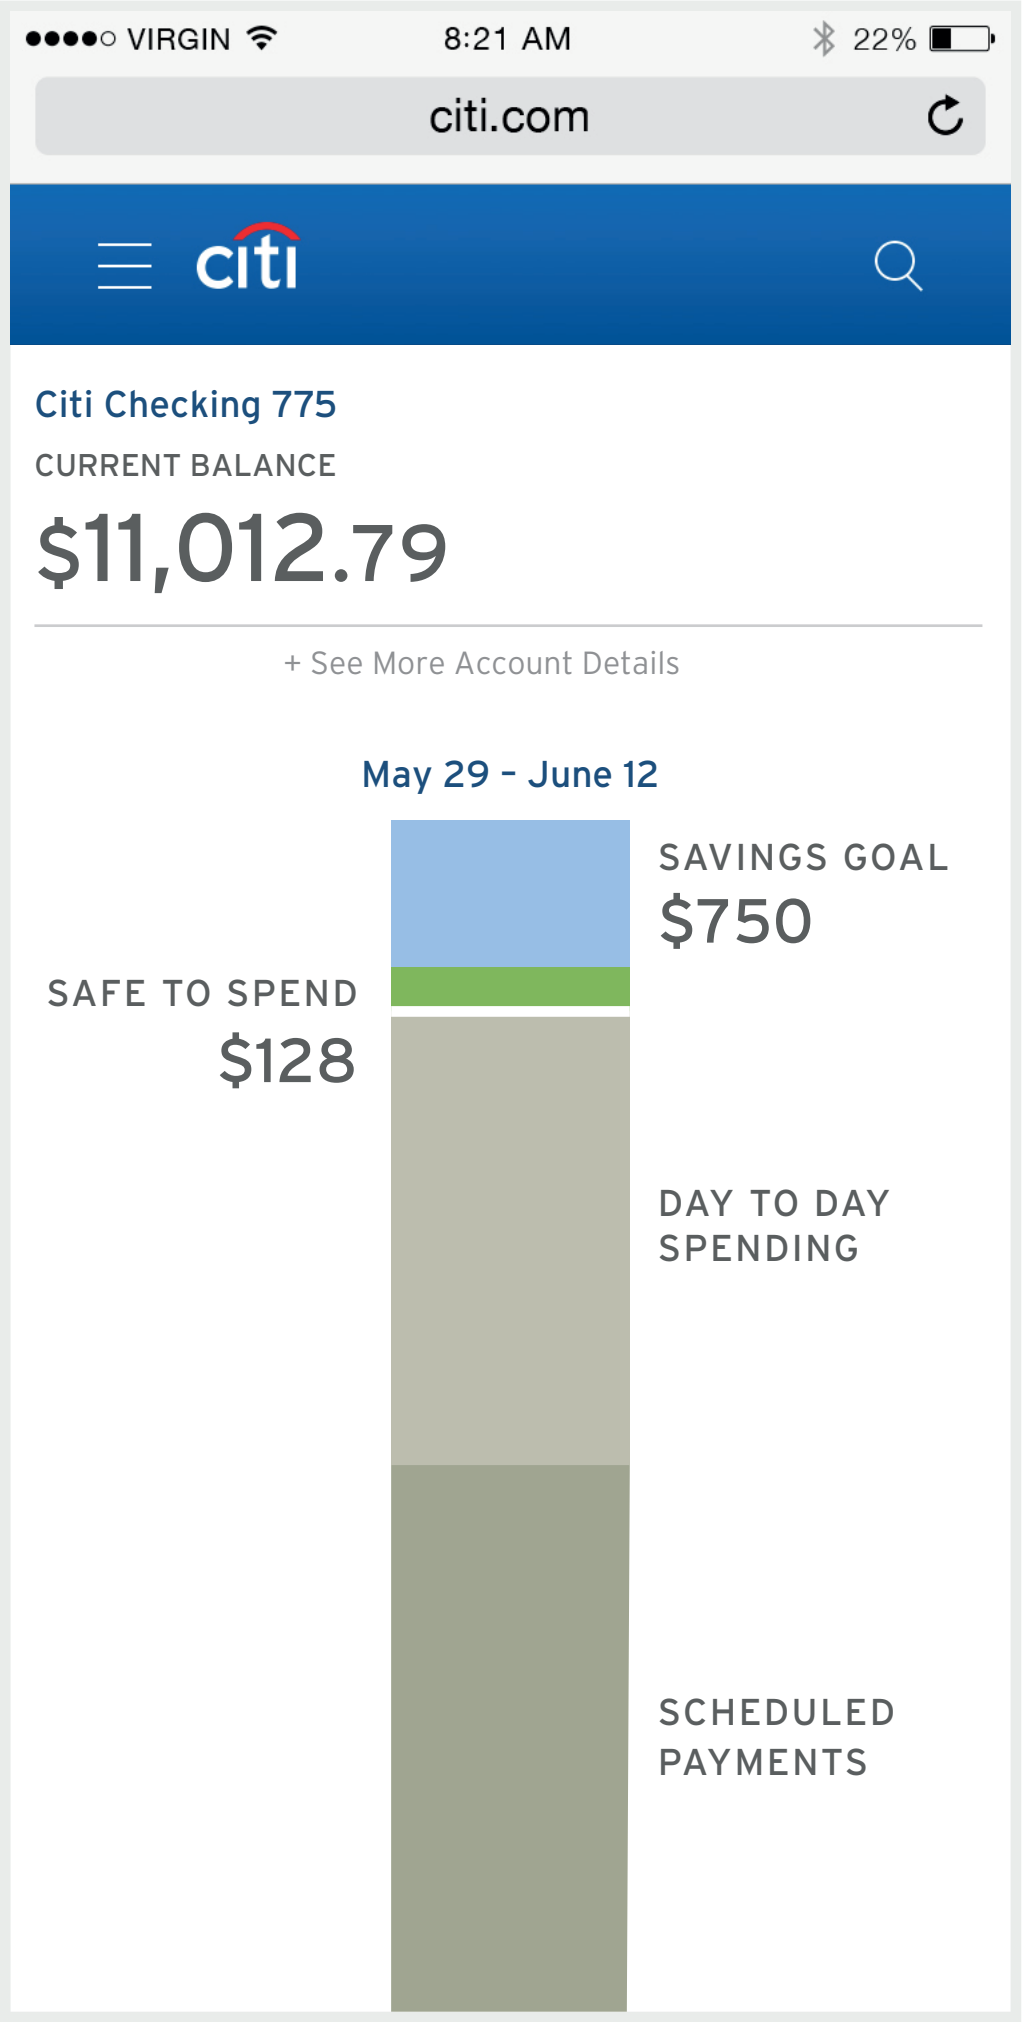 VIRGIN 8:21 AM 22%
citi.com
citi
Citi Checking 775
CURRENT BALANCE
$11,012.79
+ See More Account Details
May 29 – June 12
SAVINGS GOAL
$750
SAFE TO SPEND
$128
DAY TO DAY
SPENDING
SCHEDULED
PAYMENTS